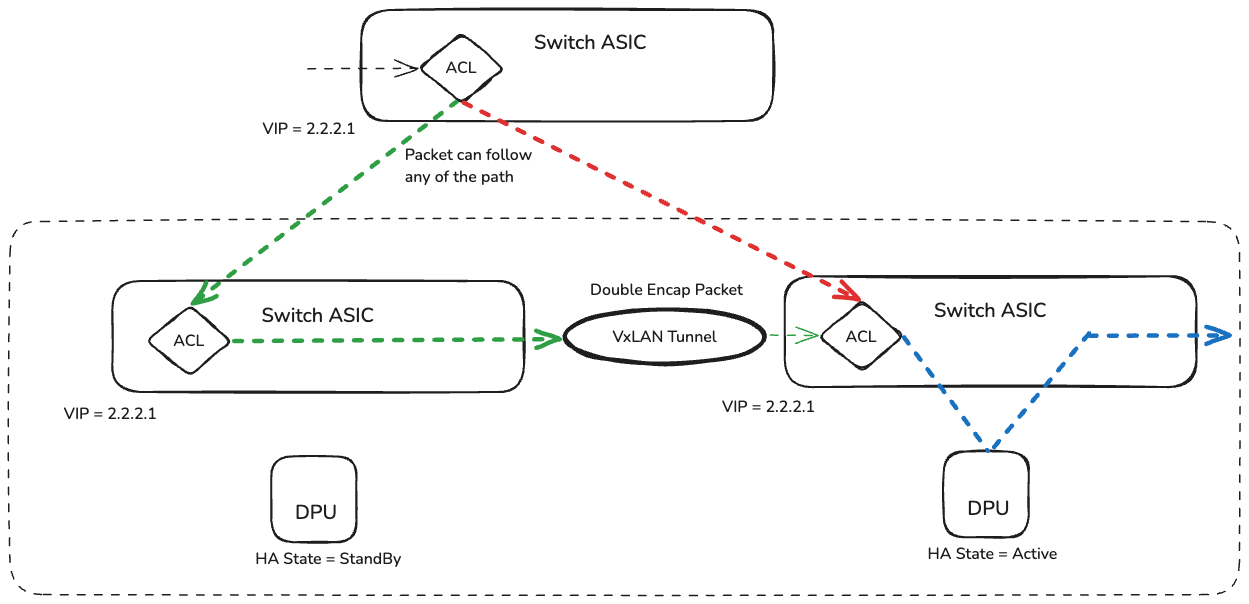 Switch ASIC
ACL
VIP = 2.2.2.1
Packet can follow
any of the path
Double Encap Packet
Switch ASIC
ACL
VxLAN Tunnel
Switch ASIC
ACL
VIP = 2.2.2.1
VIP = 2.2.2.1
DPU
HA State = StandBy
DPU
HA State = Active